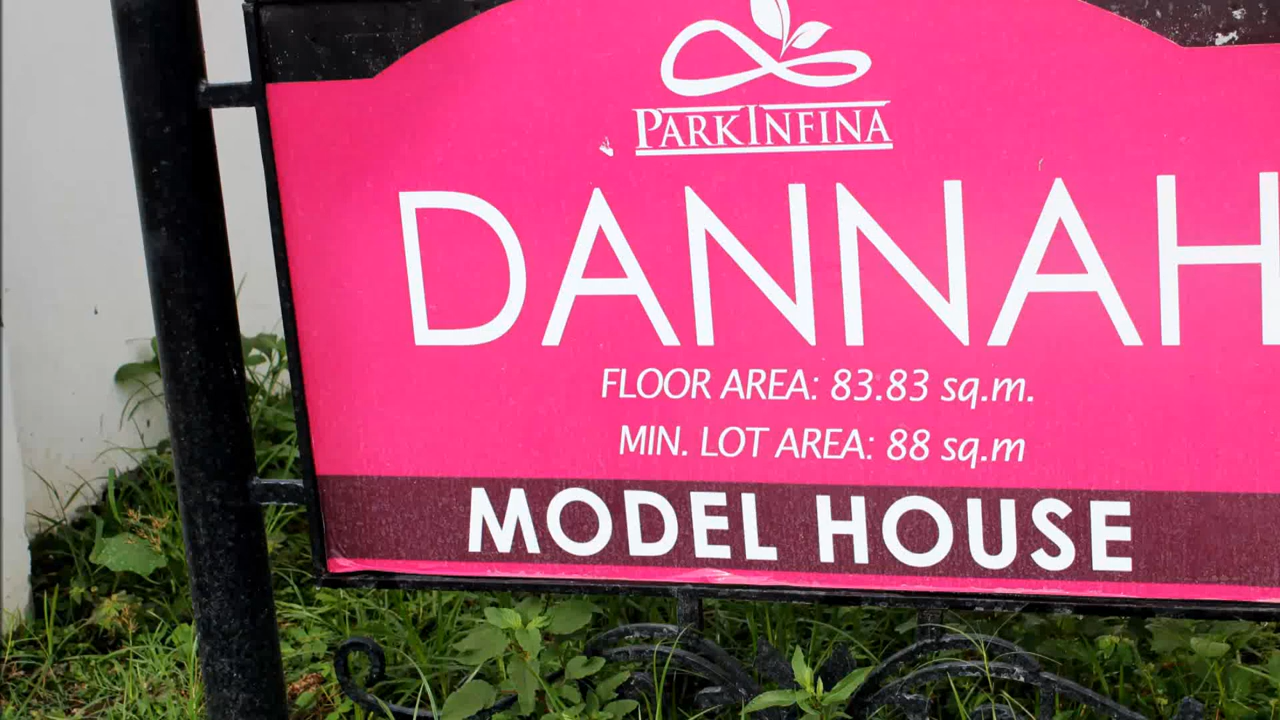 PARKINFINA
DANNAH
FLOOR AREA: 83.83 sq.m.
MIN. LOT AREA: 88 sq.m
MODEL HOUSE